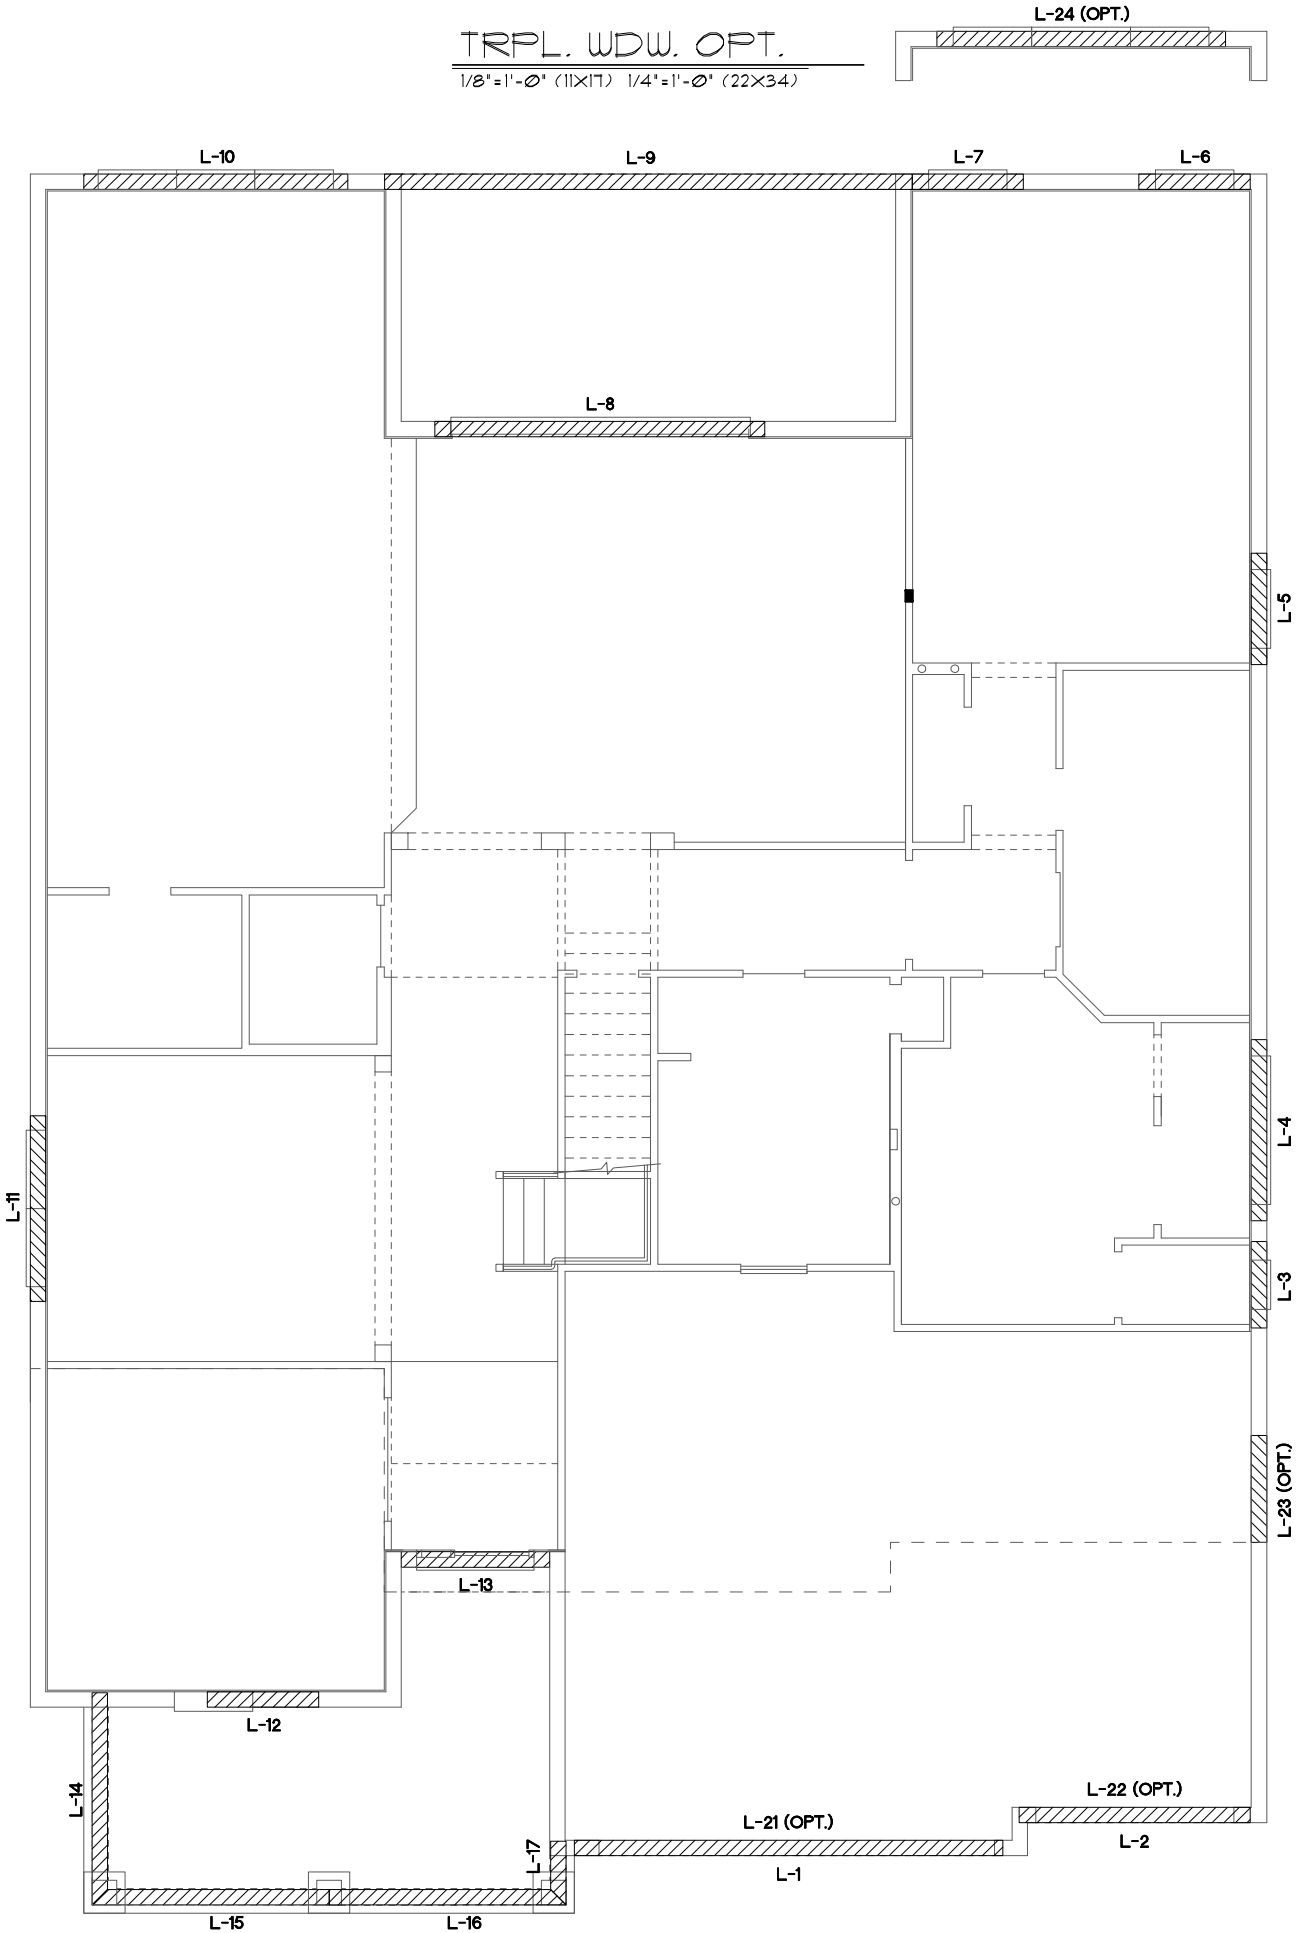 L-24 (OPT.)
TRPL. WDW. OPT.
1/8"=1'-0" (11X17) 1/4"=1'-0" (22X34)
L-10
L-9
L-7
L-6
L-8
L-5
L-4
L-11
L-3
L-23 (OPT.)
L-13
L-12
L-14
L-22 (OPT.)
L-21 (OPT.)
L-2
L-17
L-1
L-15
L-16